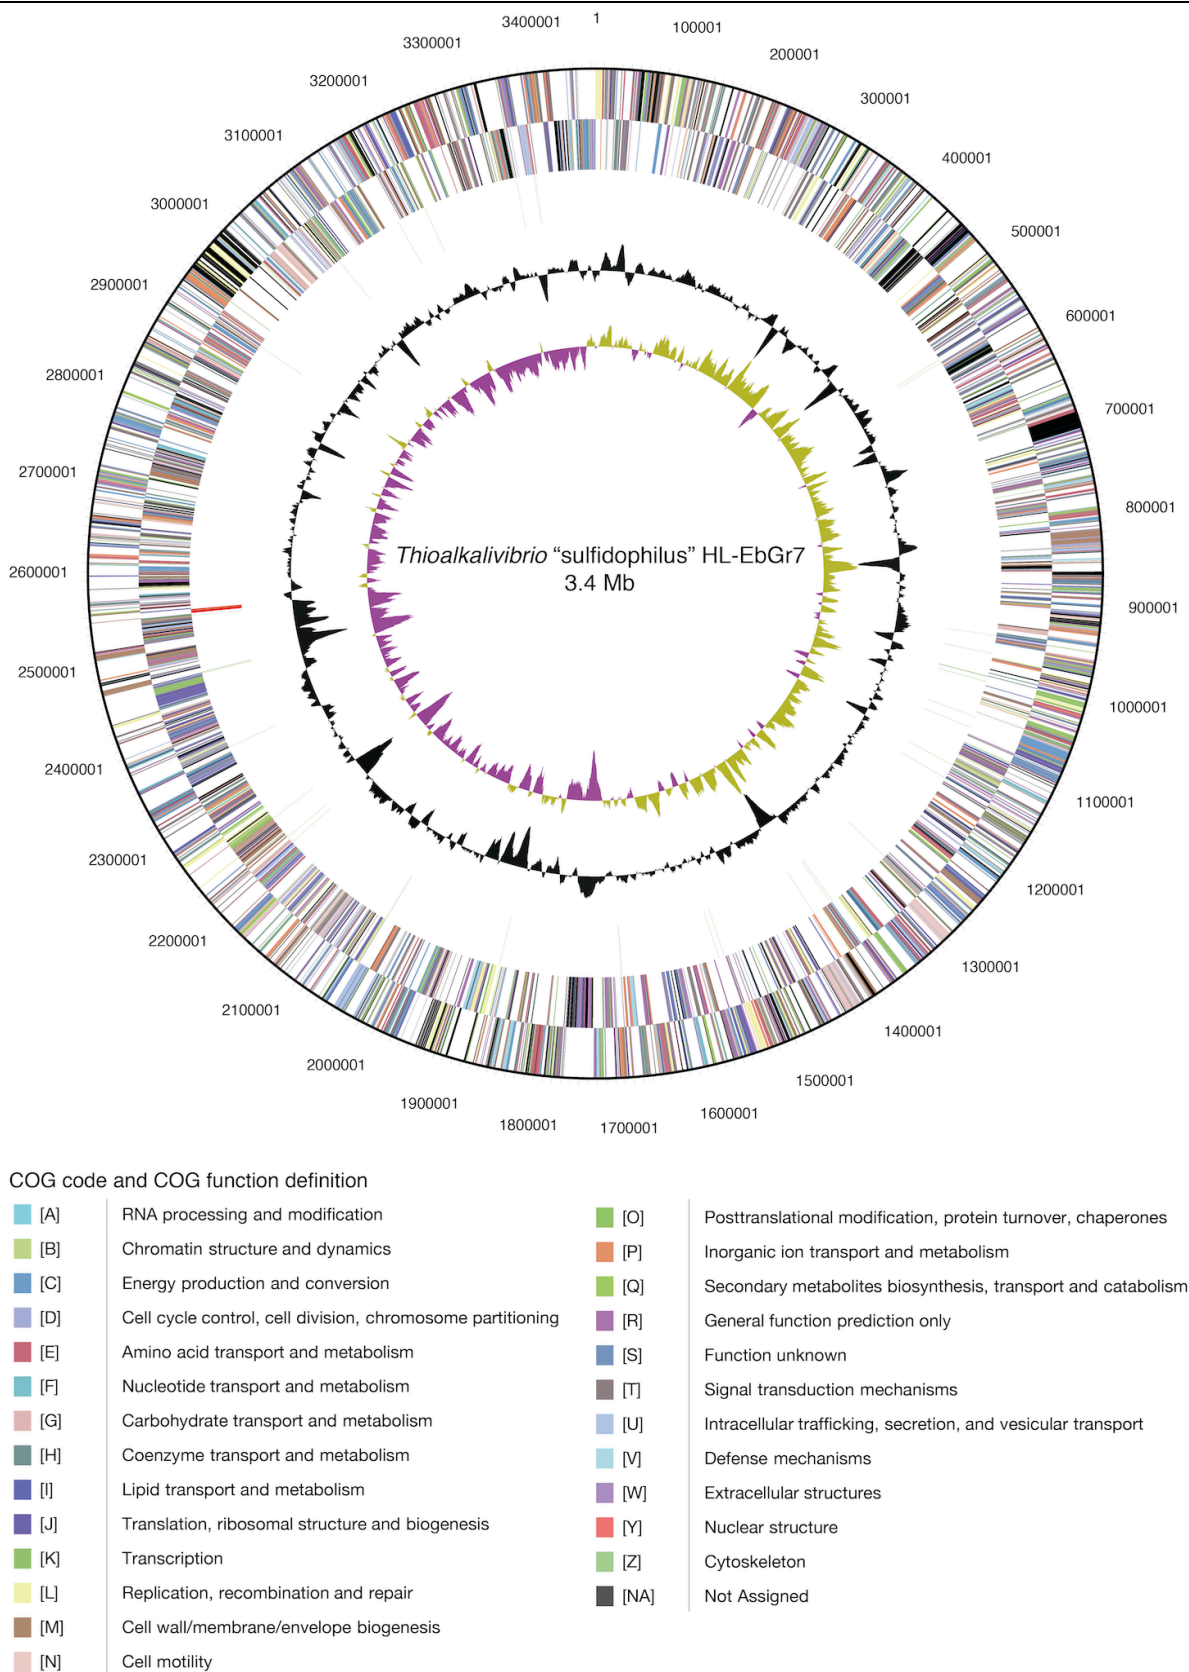 1
100001
200001
300001
400001
500001
600001
700001
800001
900001
1000001
1100001
1200001
1300001
1400001
1500001
1600001
1700001
1800001
1900001
2000001
2100001
2200001
2300001
2400001
2500001
2600001
2700001
2800001
2900001
3000001
3100001
3200001
3300001
3400001
Thioalkalivibrio “sulfidophilus” HL-EbGr7
3.4 Mb
COG code and COG function definition
[A] RNA processing and modification
[B] Chromatin structure and dynamics
[C] Energy production and conversion
[D] Cell cycle control, cell division, chromosome partitioning
[E] Amino acid transport and metabolism
[F] Nucleotide transport and metabolism
[G] Carbohydrate transport and metabolism
[H] Coenzyme transport and metabolism
[I] Lipid transport and metabolism
[J] Translation, ribosomal structure and biogenesis
[K] Transcription
[L] Replication, recombination and repair
[M] Cell wall/membrane/envelope biogenesis
[N] Cell motility
[O] Posttranslational modification, protein turnover, chaperones
[P] Inorganic ion transport and metabolism
[Q] Secondary metabolites biosynthesis, transport and catabolism
[R] General function prediction only
[S] Function unknown
[T] Signal transduction mechanisms
[U] Intracellular trafficking, secretion, and vesicular transport
[V] Defense mechanisms
[W] Extracellular structures
[Y] Nuclear structure
[Z] Cytoskeleton
[NA] Not Assigned